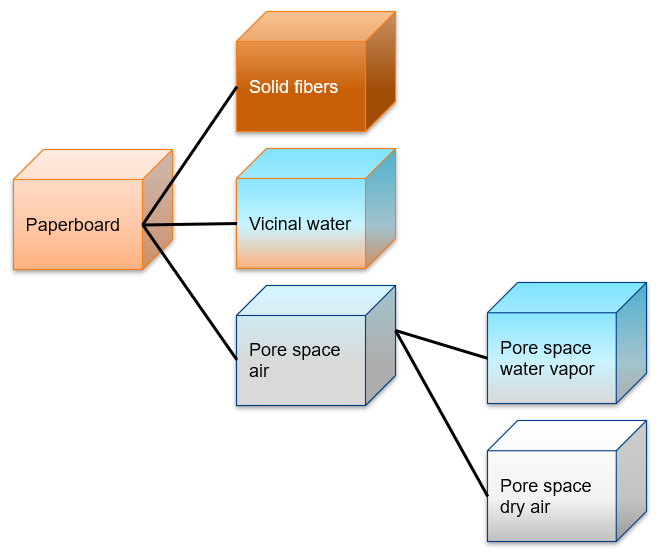 Solid fibers
Paperboard
Vicinal water
Pore space
air
Pore space
water vapor
Pore space
dry air